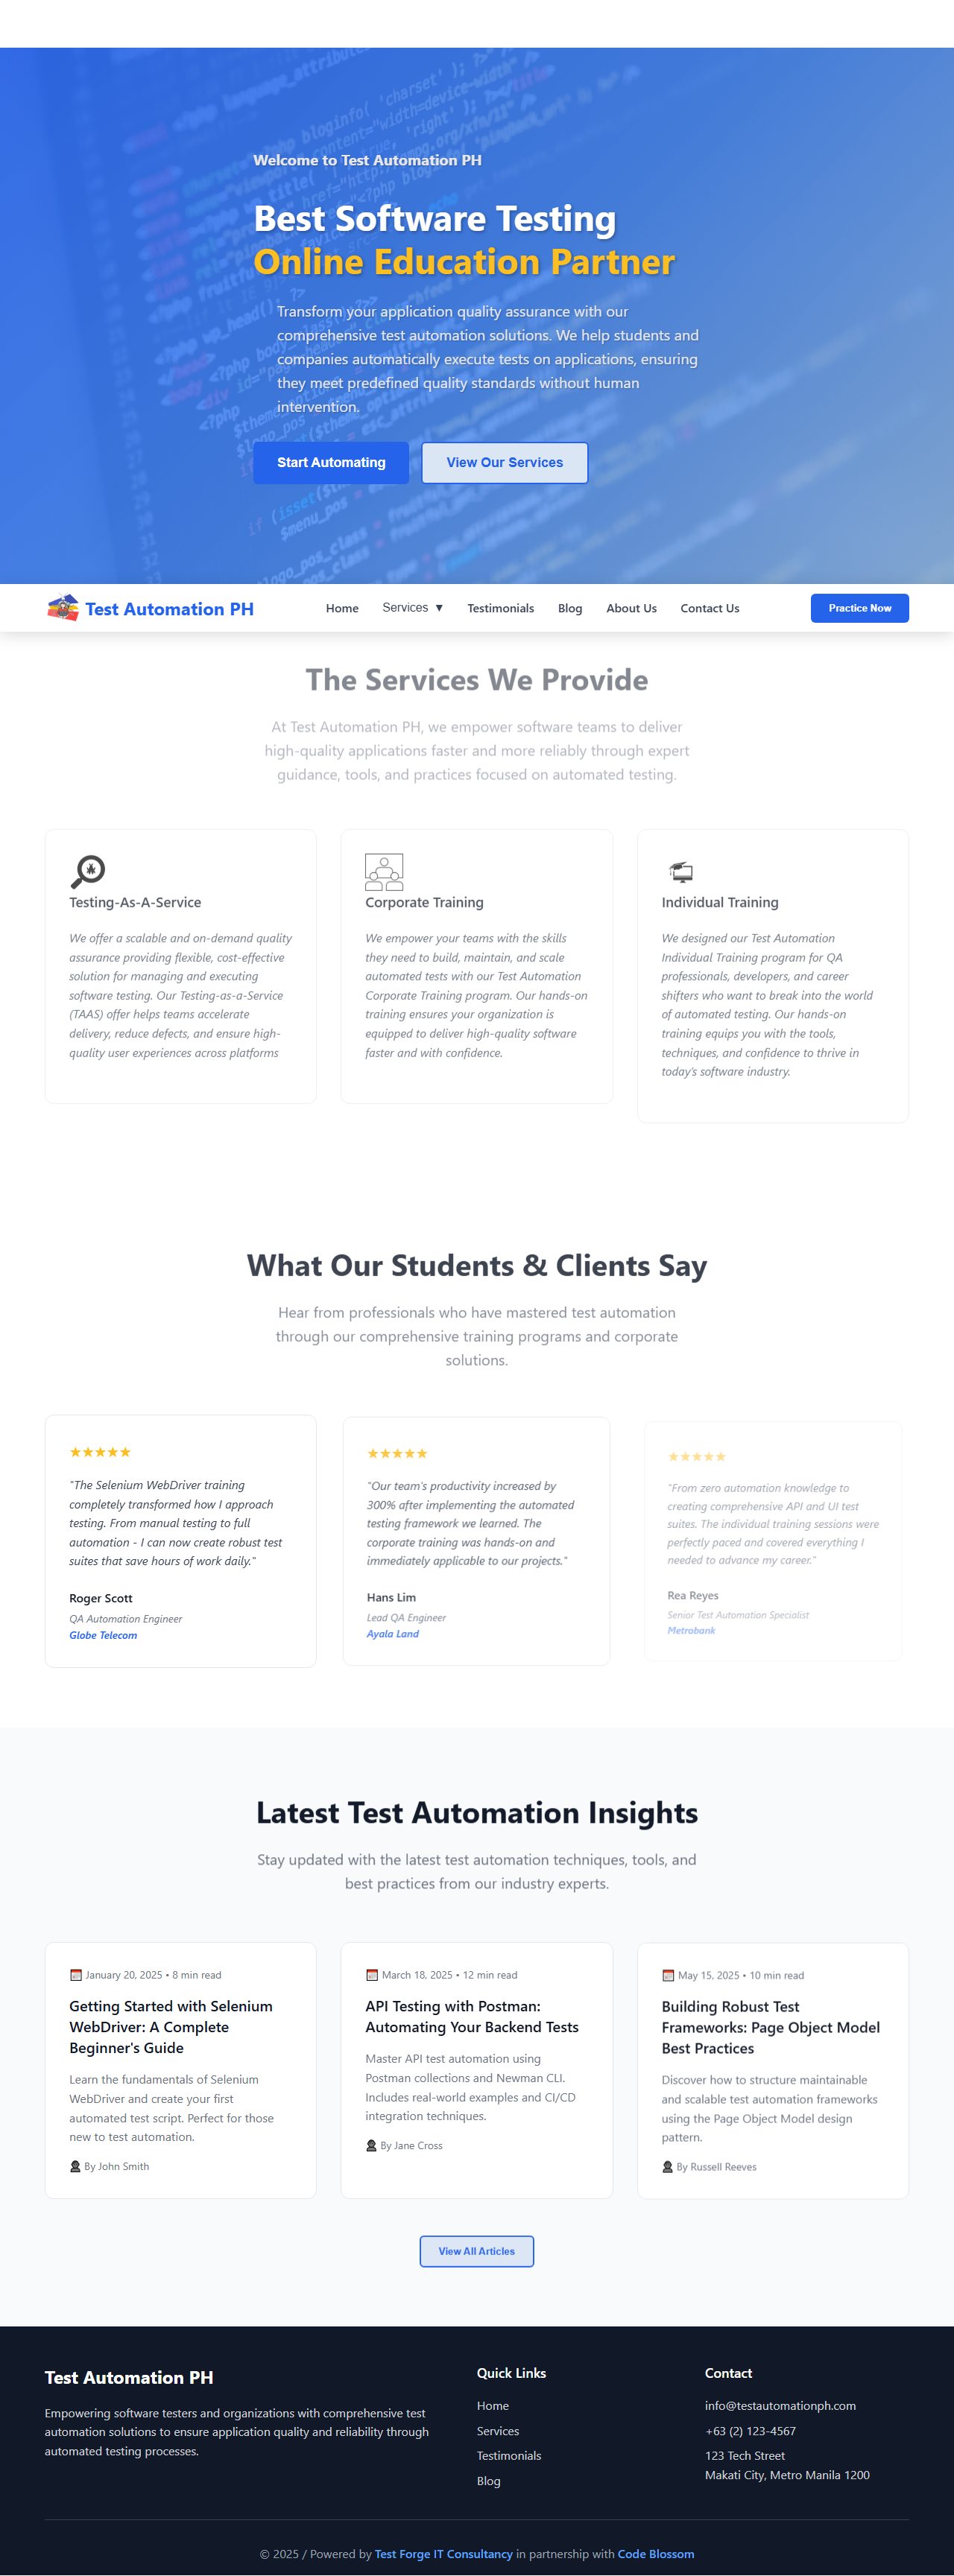 Welcome to Test Automation PH
Best Software Testing
Online Education Partner
Transform your application quality assurance with our
comprehensive test automation solutions. We help students and
companies automatically execute tests on applications, ensuring
they meet predefined quality standards without human
intervention.
Start Automating
View Our Services
Test Automation PH
Home
Services ▼
Testimonials
Blog
About Us
Contact Us
Practice Now
The Services We Provide
At Test Automation PH, we empower software teams to deliver
high-quality applications faster and more reliably through expert
guidance, tools, and practices focused on automated testing.
Testing-As-A-Service
We offer a scalable and on-demand quality
assurance providing flexible, cost-effective
solution for managing and executing
software testing. Our Testing-as-a-Service
(TAAS) offer helps teams accelerate
delivery, reduce defects, and ensure high-
quality user experiences across platforms
Corporate Training
We empower your teams with the skills
they need to build, maintain, and scale
automated tests with our Test Automation
Corporate Training program. Our hands-on
training ensures your organization is
equipped to deliver high-quality software
faster and with confidence.
Individual Training
We designed our Test Automation
Individual Training program for QA
professionals, developers, and career
shifters who want to break into the world
of automated testing. Our hands-on
training equips you with the tools,
techniques, and confidence to thrive in
today's software industry.
What Our Students & Clients Say
Hear from professionals who have mastered test automation
through our comprehensive training programs and corporate
solutions.
★★★★★
"The Selenium WebDriver training
completely transformed how I approach
testing. From manual testing to full
automation - I can now create robust test
suites that save hours of work daily."
Roger Scott
QA Automation Engineer
Globe Telecom
★★★★★
"Our team's productivity increased by
300% after implementing the automated
testing framework we learned. The
corporate training was hands-on and
immediately applicable to our projects."
Hans Lim
Lead QA Engineer
Ayala Land
★★★★★
"From zero automation knowledge to
creating comprehensive API and UI test
suites. The individual training sessions were
perfectly paced and covered everything I
needed to advance my career."
Rea Reyes
Senior Test Automation Specialist
Metrobank
Latest Test Automation Insights
Stay updated with the latest test automation techniques, tools, and
best practices from our industry experts.
January 20, 2025 • 8 min read
Getting Started with Selenium
WebDriver: A Complete
Beginner's Guide
Learn the fundamentals of Selenium
WebDriver and create your first
automated test script. Perfect for those
new to test automation.
By John Smith
March 18, 2025 • 12 min read
API Testing with Postman:
Automating Your Backend Tests
Master API test automation using
Postman collections and Newman CLI.
Includes real-world examples and CI/CD
integration techniques.
By Jane Cross
May 15, 2025 • 10 min read
Building Robust Test
Frameworks: Page Object Model
Best Practices
Discover how to structure maintainable
and scalable test automation frameworks
using the Page Object Model design
pattern.
By Russell Reeves
View All Articles
Test Automation PH
Empowering software testers and organizations with comprehensive test
automation solutions to ensure application quality and reliability through
automated testing processes.
Quick Links
Home
Services
Testimonials
Blog
Contact
info@testautomationph.com
+63 (2) 123-4567
123 Tech Street
Makati City, Metro Manila 1200
© 2025 / Powered by Test Forge IT Consultancy in partnership with Code Blossom